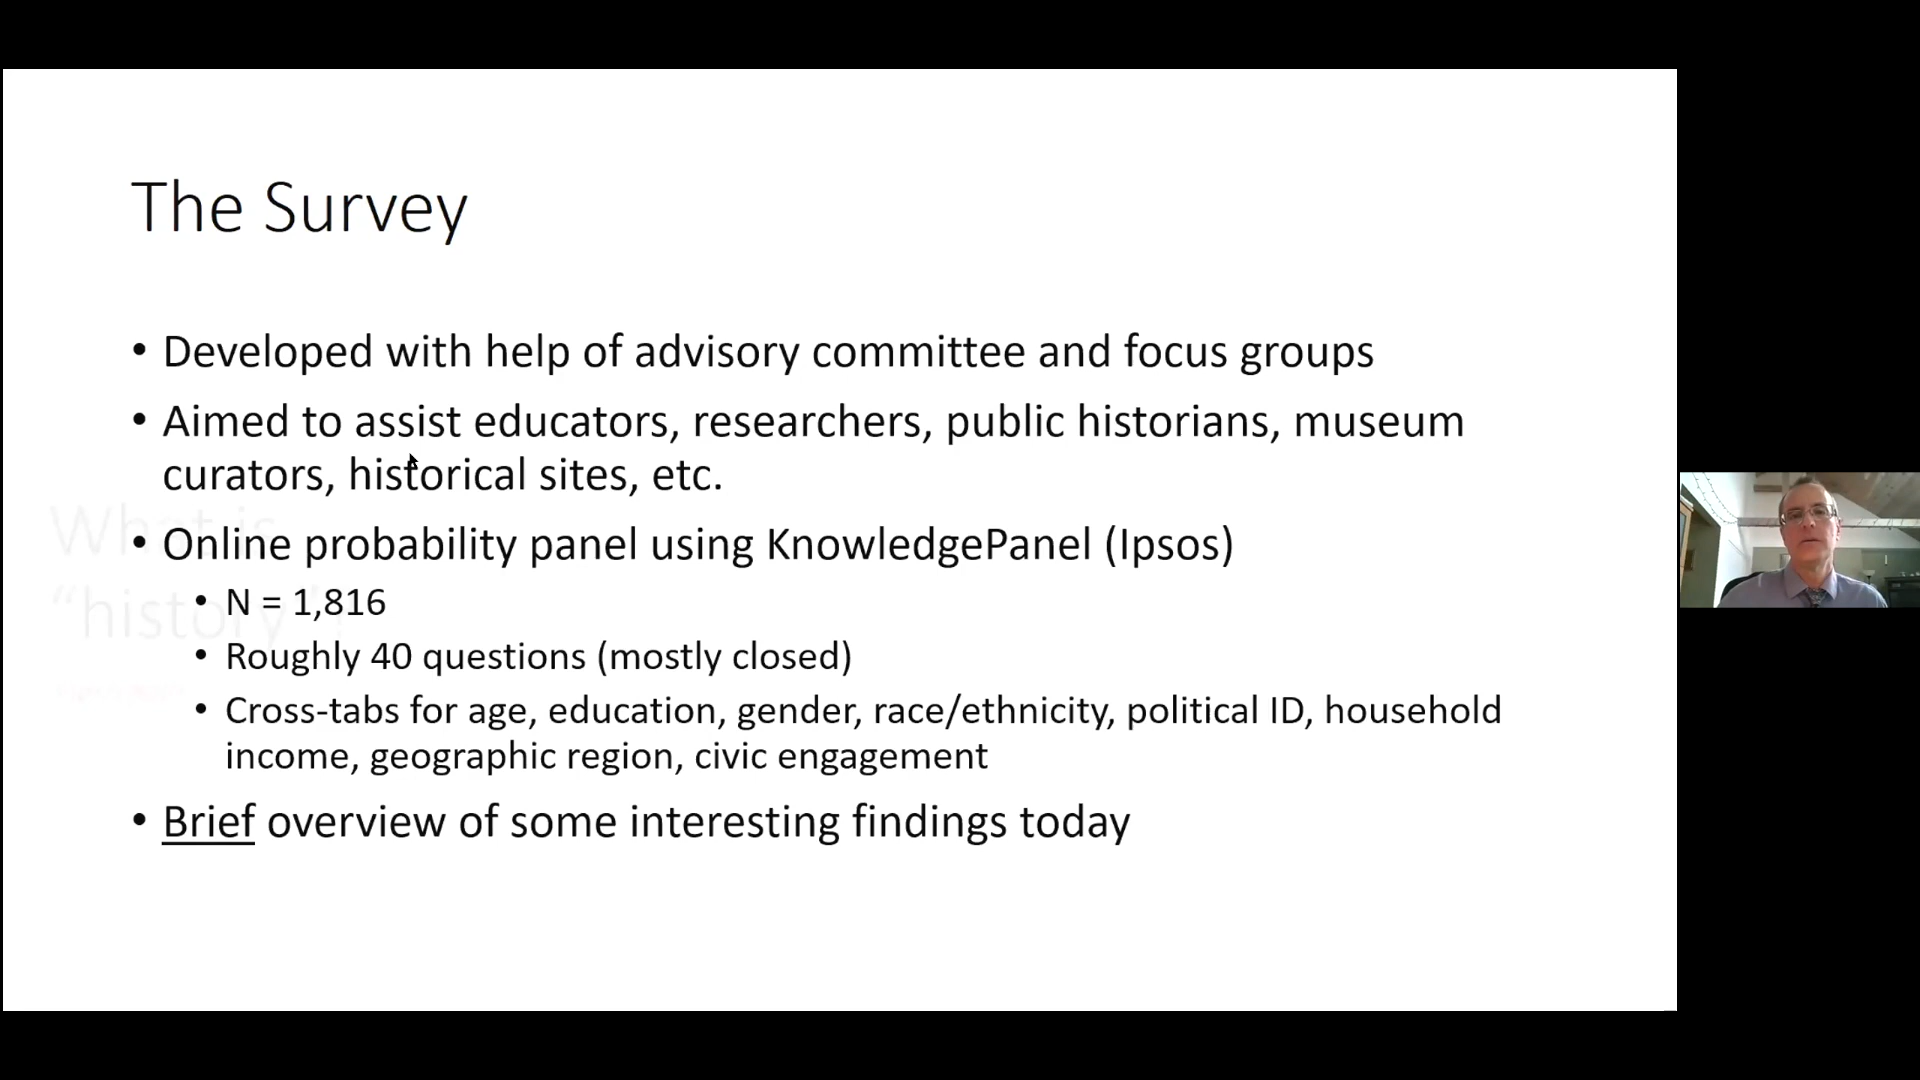 The Survey
• Developed with help of advisory committee and focus groups
• Aimed to assist educators, researchers, public historians, museum
curators, historical sites, etc.
What is
• Online probability panel using KnowledgePanel (Ipsos)
"history"
• N = 1,816
• Roughly 40 questions (mostly closed)
• Cross-tabs for age, education, gender, race/ethnicity, political ID, household
income, geographic region, civic engagement
• Brief overview of some interesting findings today